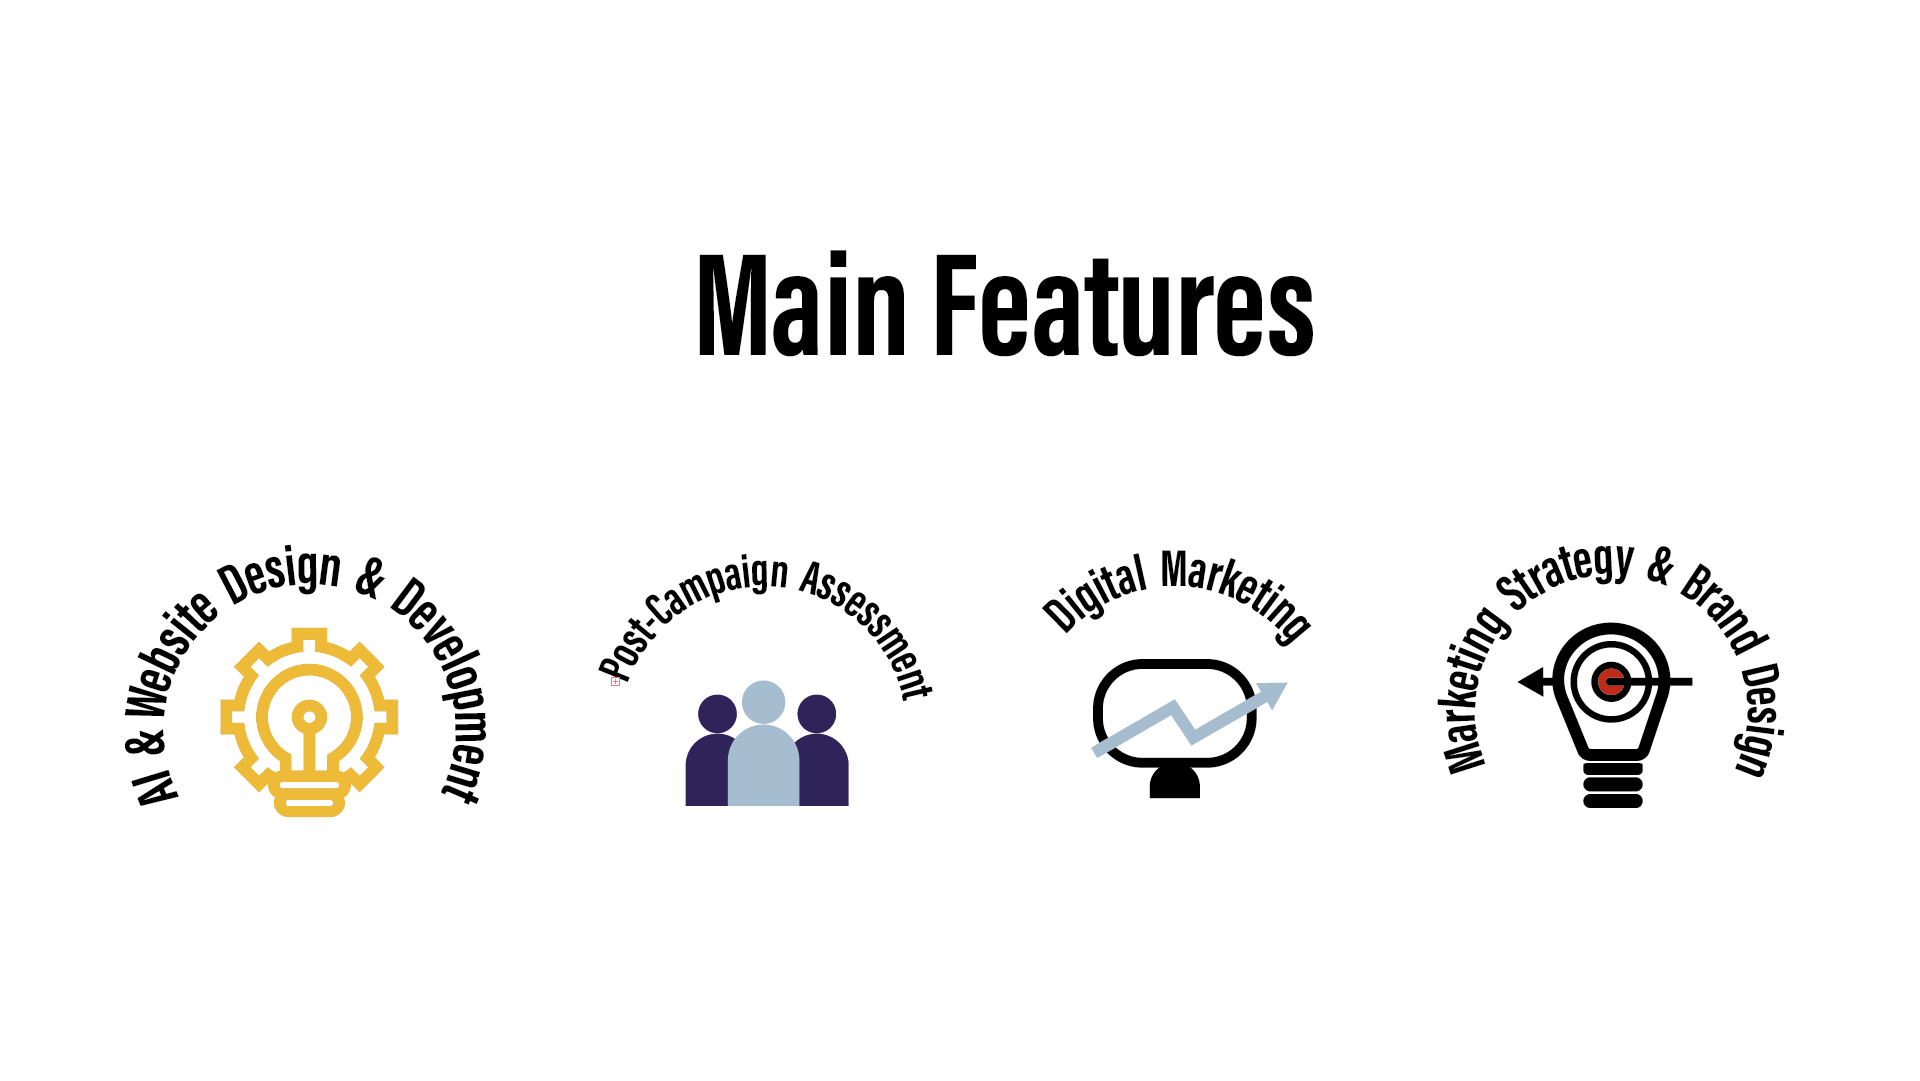 Main Features
AI & Website Design & Development
Post-Campaign Assessment
Digital Marketing
Marketing Strategy & Brand Design